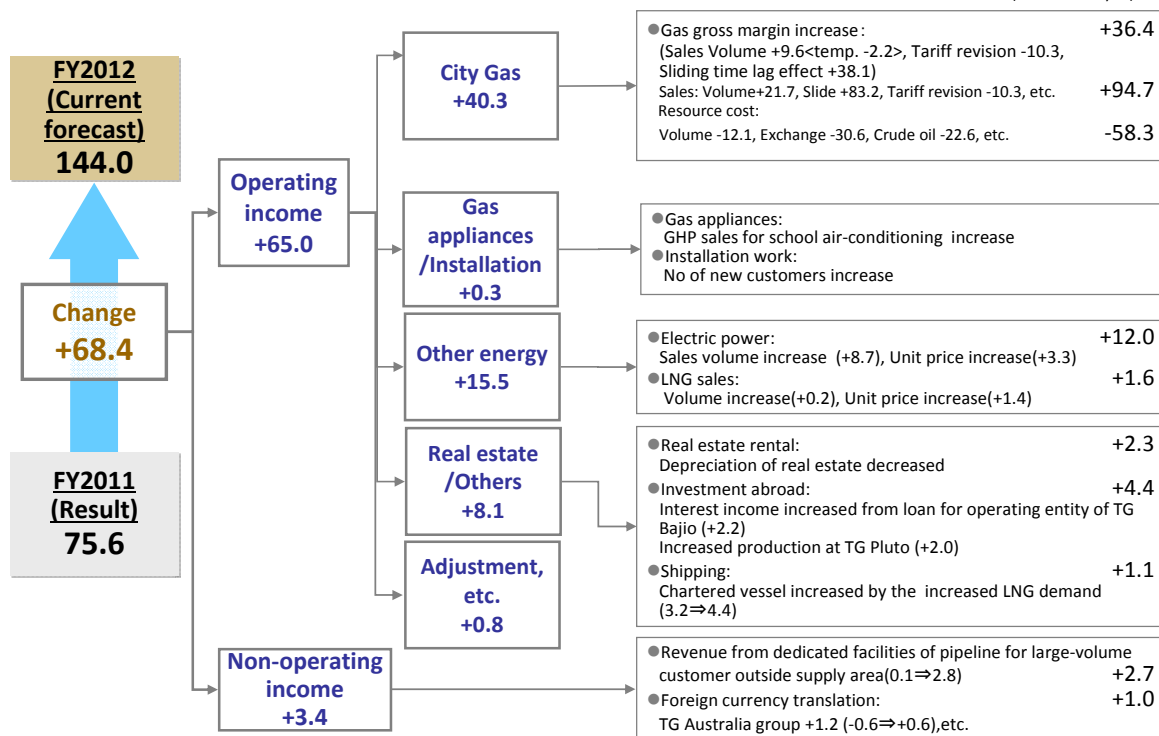 FY2012
(Current
forecast)
144.0
Change
+68.4
FY2011
(Result)
75.6
Operating
income
+65.0
Non-operating
income
+3.4
City Gas
+40.3
Gas
appliances
/Installation
+0.3
Other energy
+15.5
Real estate
/Others
+8.1
Adjustment,
etc.
+0.8
●Gas gross margin increase : +36.4
(Sales Volume +9.6<temp. -2.2>, Tariff revision -10.3,
Sliding time lag effect +38.1)
Sales: Volume+21.7, Slide +83.2, Tariff revision -10.3, etc. +94.7
Resource cost:
Volume -12.1, Exchange -30.6, Crude oil -22.6, etc. -58.3
●Gas appliances:
GHP sales for school air-conditioning increase
●Installation work:
No of new customers increase
●Electric power: +12.0
Sales volume increase (+8.7), Unit price increase(+3.3)
●LNG sales: +1.6
Volume increase(+0.2), Unit price increase(+1.4)
●Real estate rental: +2.3
Depreciation of real estate decreased
●Investment abroad: +4.4
Interest income increased from loan for operating entity of TG
Bajio (+2.2)
Increased production at TG Pluto (+2.0)
●Shipping: +1.1
Chartered vessel increased by the increased LNG demand
(3.2⇒4.4)
●Revenue from dedicated facilities of pipeline for large-volume
customer outside supply area(0.1⇒2.8) +2.7
●Foreign currency translation: +1.0
TG Australia group +1.2 (-0.6⇒+0.6),etc.